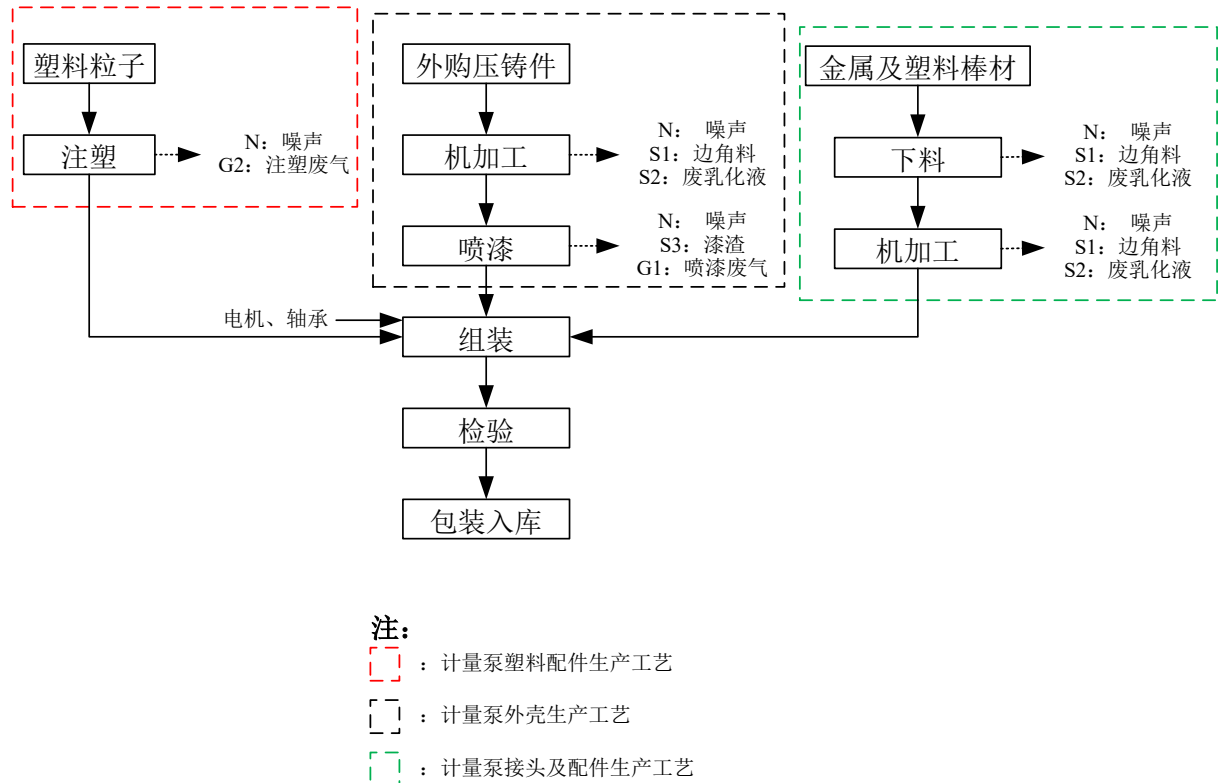 塑料粒子
注塑
N： 噪声
G2：注塑废气
外购压铸件
机加工
N： 噪声
S1：边角料
S2：废乳化液
喷漆
N： 噪声
S3：漆渣
G1：喷漆废气
金属及塑料棒材
下料
N： 噪声
S1：边角料
S2：废乳化液
机加工
N： 噪声
S1：边角料
S2：废乳化液
电机、轴承
组装
检验
包装入库
注：
：计量泵塑料配件生产工艺
：计量泵外壳生产工艺
：计量泵接头及配件生产工艺